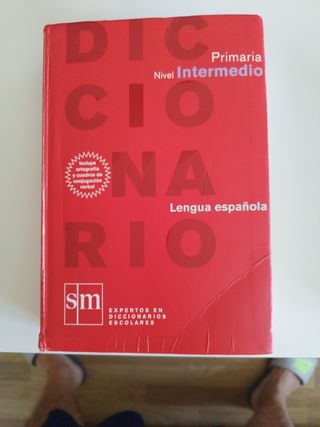 DIC
Primaria
Nivel Intermedio
CIO
Incluye
ortografía
y cuadros de
conjugación
verbal
NA
Lengua española
RIO
sm
EXPERTOS EN
DICCIONARIOS
ESCOLARES